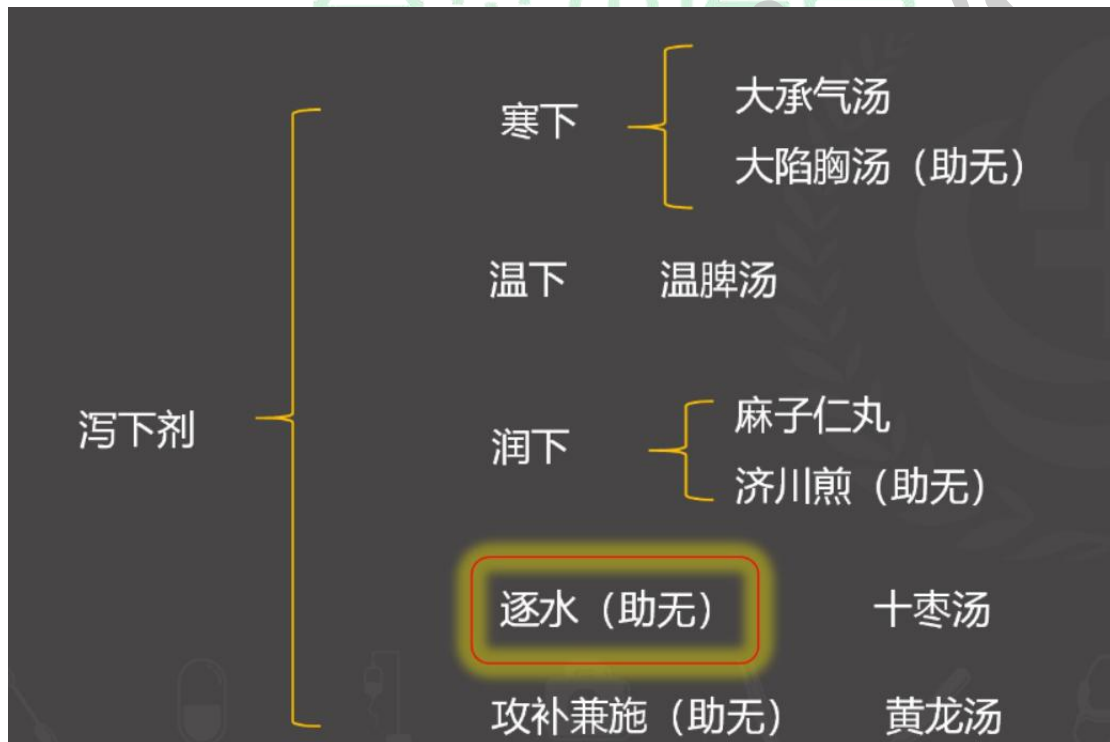 寒下
大承气汤
大陷胸汤（助无）
温下 温脾汤
泻下剂
润下
麻子仁丸
济川煎（助无）
逐水（助无） 十枣汤
攻补兼施（助无） 黄龙汤